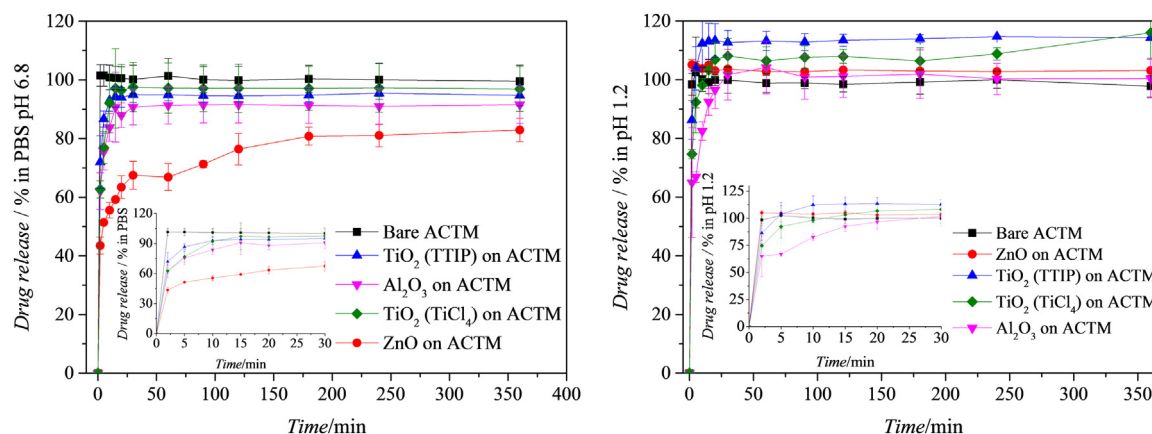 Drug release / % in PBS pH 6.8
120
100
80
60
40
20
0
0 50 100 150 200 250 300 350 400
Time/min
Drug release / % in PBS
120
90
60
30
0
0 5 10 15 20 25 30
Time/min
Bare ACTM
TiO₂ (TTIP) on ACTM
Al₂O₃ on ACTM
TiO₂ (TiCl₄) on ACTM
ZnO on ACTM
Drug release / % in pH 1.2
120
100
80
60
40
20
0
0 50 100 150 200 250 300 350
Time/min
Drug release / % in pH 1.2
125
100
75
50
25
0
0 5 10 15 20 25 30
Time/min
Bare ACTM
ZnO on ACTM
TiO₂ (TTIP) on ACTM
TiO₂ (TiCl₄) on ACTM
Al₂O₃ on ACTM